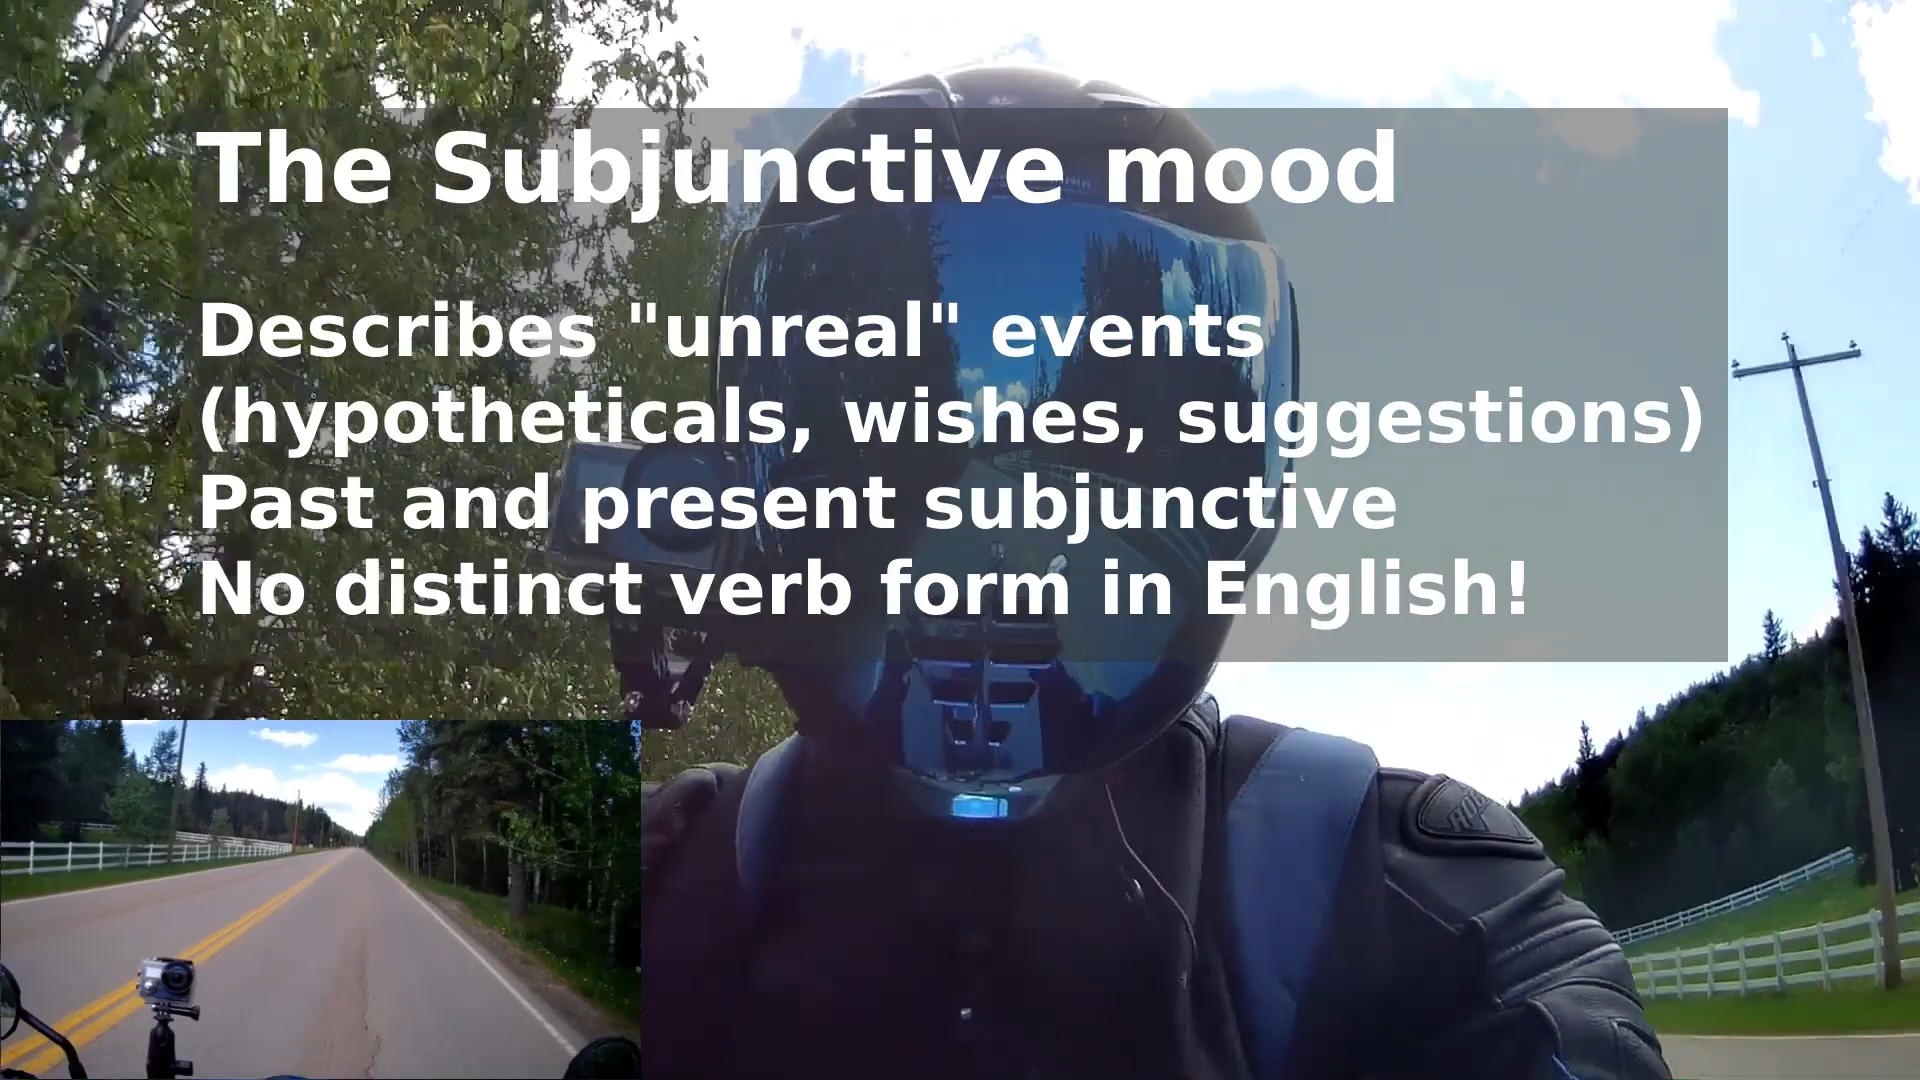 The Subjunctive mood
Describes "unreal" events
(hypotheticals, wishes, suggestions)
Past and present subjunctive
No distinct verb form in English!